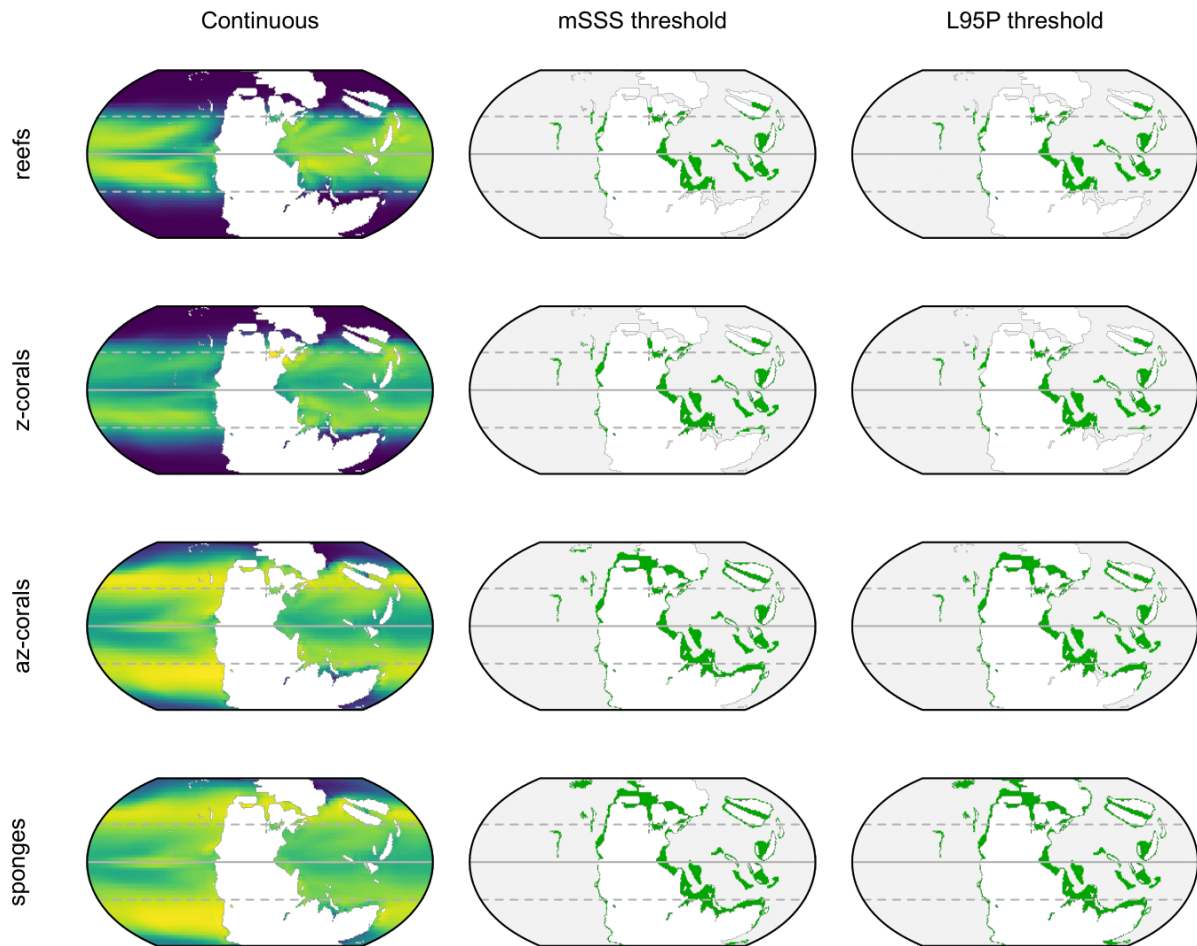 Continuous
mSSS threshold
L95P threshold
reefs
z-corals
az-corals
sponges